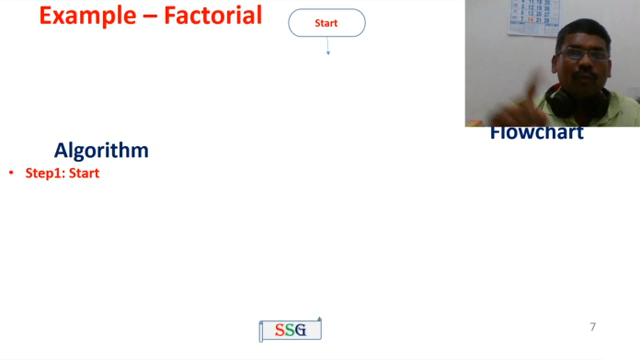 Example – Factorial
Start
Flowchart
Algorithm
• Step1: Start
SSG
7